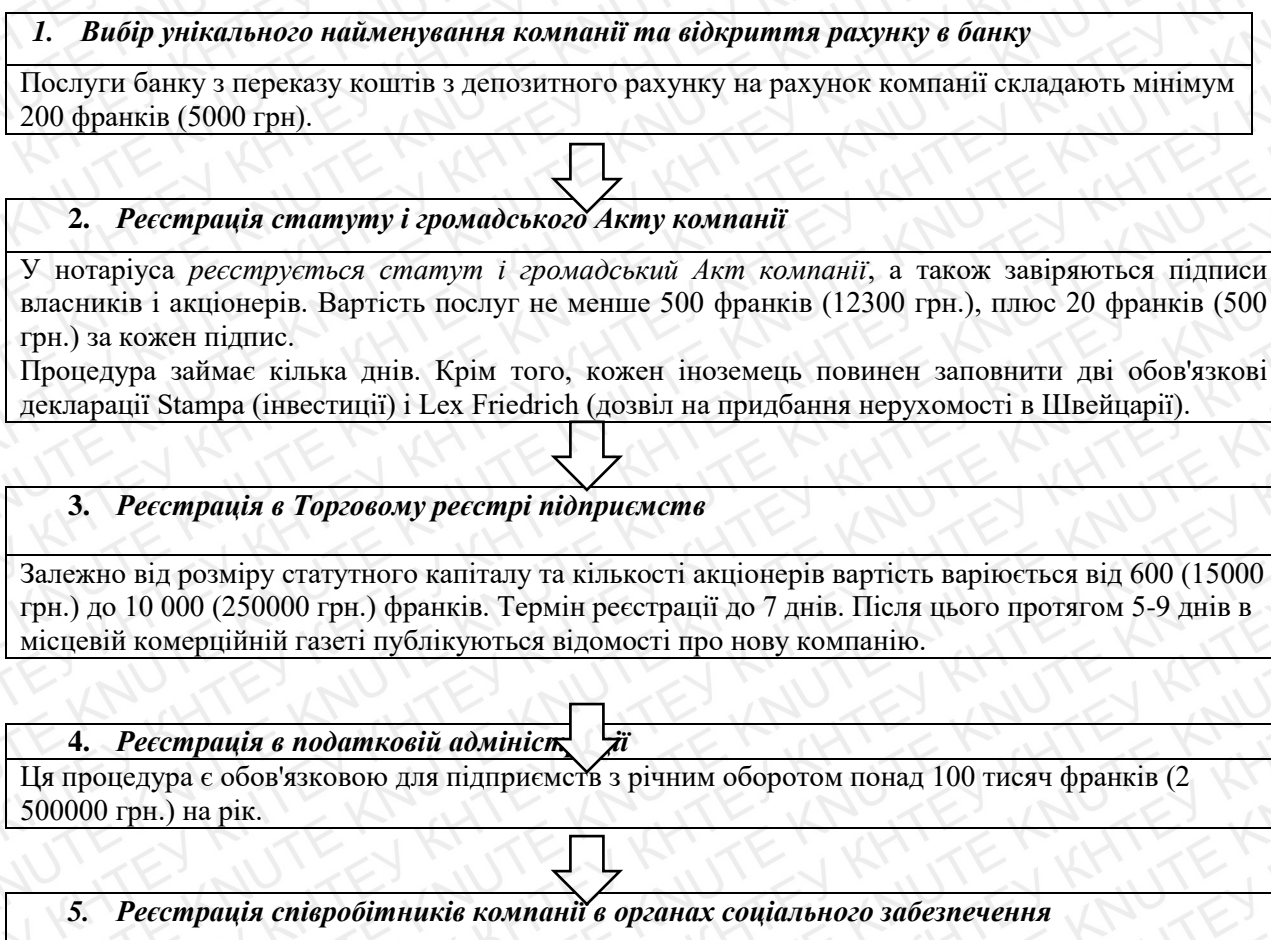 1. Вибір унікального найменування компанії та відкриття рахунку в банку
Послуги банку з переказу коштів з депозитного рахунку на рахунок компанії складають мінімум
200 франків (5000 грн).
2. Реєстрація статуту і громадського Акту компанії
У нотаріуса реєструється статут і громадський Акт компанії, а також завіряються підписи
власників і акціонерів. Вартість послуг не менше 500 франків (12300 грн.), плюс 20 франків (500
грн.) за кожен підпис.
Процедура займає кілька днів. Крім того, кожен іноземець повинен заповнити дві обов'язкові
декларації Stampa (інвестиції) і Lex Friedrich (дозвіл на придбання нерухомості в Швейцарії).
3. Реєстрація в Торговому реєстрі підприємств
Залежно від розміру статутного капіталу та кількості акціонерів вартість варіюється від 600 (15000
грн.) до 10 000 (250000 грн.) франків. Термін реєстрації до 7 днів. Після цього протягом 5-9 днів в
місцевій комерційній газеті публікуються відомості про нову компанію.
4. Реєстрація в податковій
Ця процедура є обов'язковою для підприємств з річним оборотом понад 100 тисяч франків (2
500000 грн.) на рік.
5. Реєстрація співробітників компанії в органах соціального забезпечення